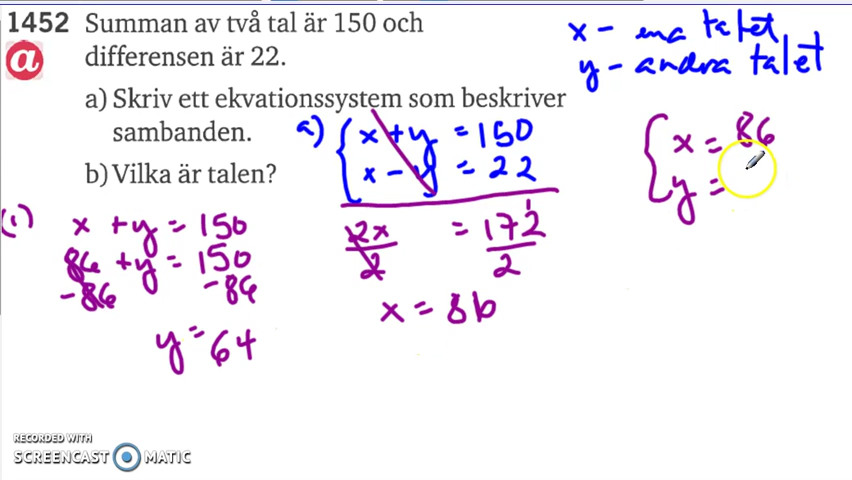 1452 Summan av två tal är 150 och
a differensen är 22.
a) Skriv ett ekvationssystem som beskriver
sambanden.
b) Vilka är talen?
x - ena talet
y - andra talet
a) { x + y = 150
x - y = 22
2x = 172
2 2
x = 86
(1) x + y = 150
86 + y = 150
-86 -86
y = 64
{ x = 86
y =
RECORDED WITH
SCREENCAST MATIC